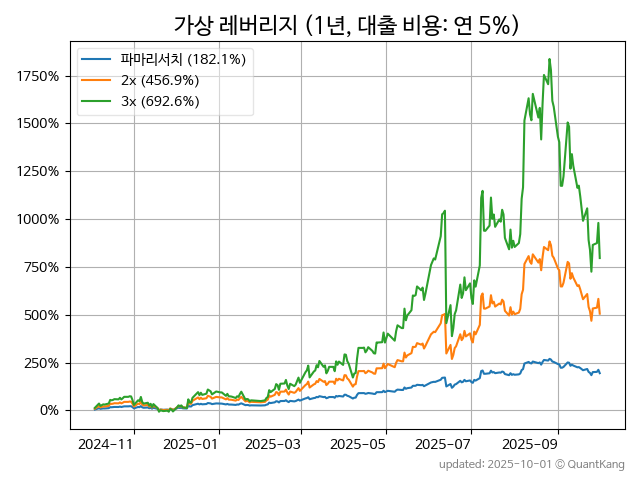 가상 레버리지 (1년, 대출 비용: 연 5%)
파마리서치 (182.1%)
2x (456.9%)
3x (692.6%)
1750%
1500%
1250%
1000%
750%
500%
250%
0%
2024-11 2025-01 2025-03 2025-05 2025-07 2025-09
updated: 2025-10-01 © QuantKang